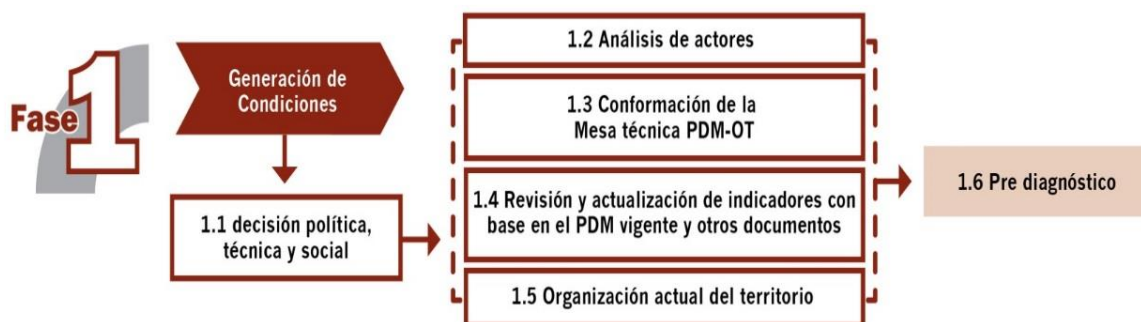 Fase 1
Generación de
Condiciones
1.1 decisión política,
técnica y social
1.2 Análisis de actores
1.3 Conformación de la
Mesa técnica PDM-OT
1.4 Revisión y actualización de indicadores con
base en el PDM vigente y otros documentos
1.5 Organización actual del territorio
1.6 Pre diagnóstico